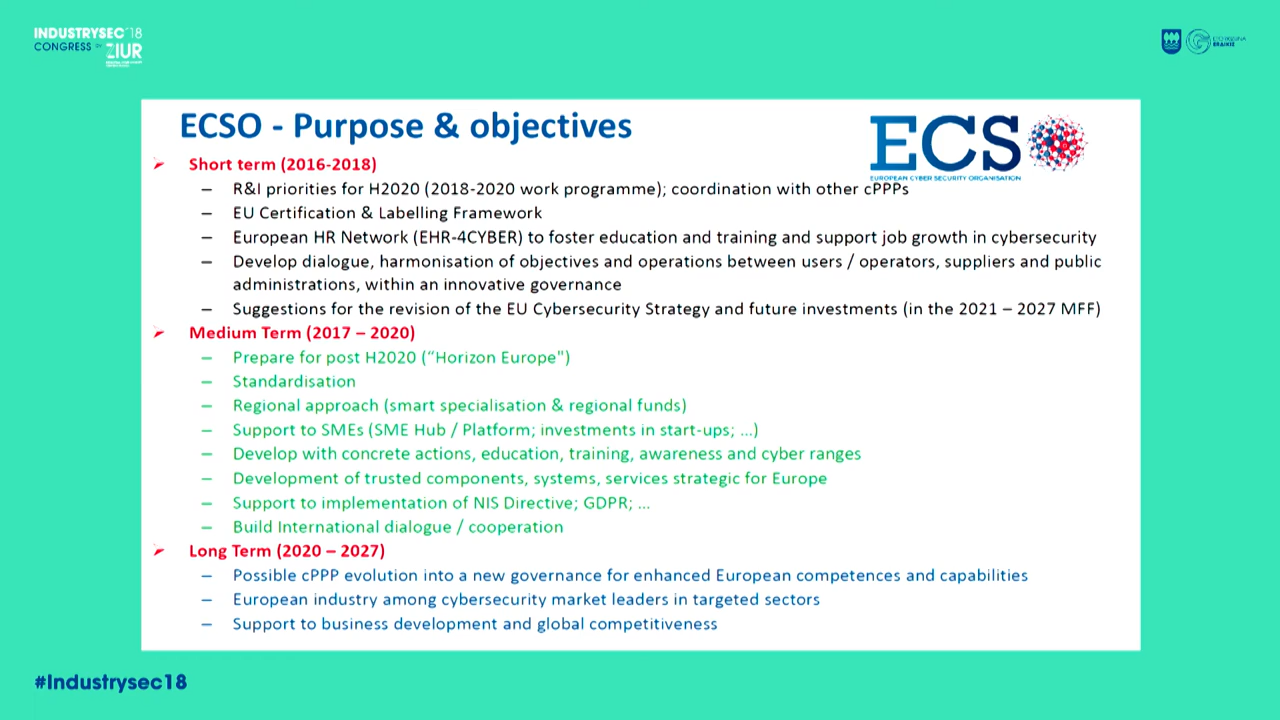 INDUSTRYSEC'18
CONGRESS BY ZIUR
ECSO - Purpose & objectives
ECSO
EUROPEAN CYBER SECURITY ORGANISATION
➢ Short term (2016-2018)
– R&I priorities for H2020 (2018-2020 work programme); coordination with other cPPPs
– EU Certification & Labelling Framework
– European HR Network (EHR-4CYBER) to foster education and training and support job growth in cybersecurity
– Develop dialogue, harmonisation of objectives and operations between users / operators, suppliers and public
administrations, within an innovative governance
– Suggestions for the revision of the EU Cybersecurity Strategy and future investments (in the 2021 – 2027 MFF)
➢ Medium Term (2017 – 2020)
– Prepare for post H2020 (“Horizon Europe")
– Standardisation
– Regional approach (smart specialisation & regional funds)
– Support to SMEs (SME Hub / Platform; investments in start-ups; ...)
– Develop with concrete actions, education, training, awareness and cyber ranges
– Development of trusted components, systems, services strategic for Europe
– Support to implementation of NIS Directive; GDPR; ...
– Build International dialogue / cooperation
➢ Long Term (2020 – 2027)
– Possible cPPP evolution into a new governance for enhanced European competences and capabilities
– European industry among cybersecurity market leaders in targeted sectors
– Support to business development and global competitiveness
#Industrysec18